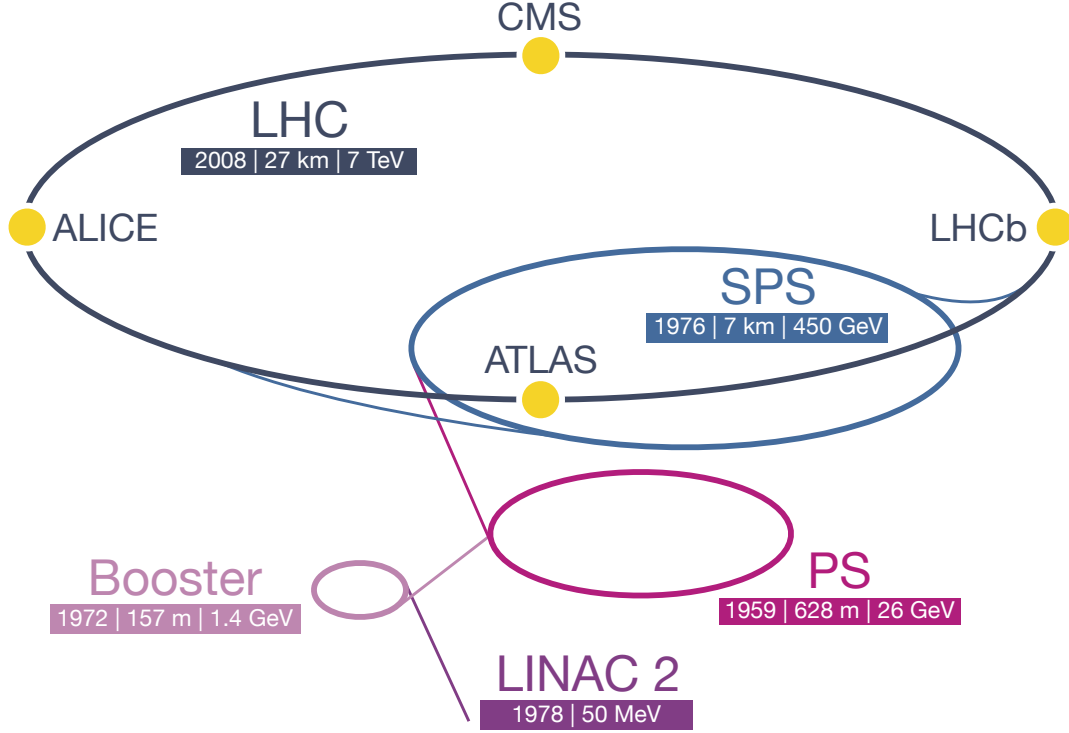 CMS
LHC
2008 | 27 km | 7 TeV
ALICE
LHCb
SPS
1976 | 7 km | 450 GeV
ATLAS
Booster
1972 | 157 m | 1.4 GeV
PS
1959 | 628 m | 26 GeV
LINAC 2
1978 | 50 MeV